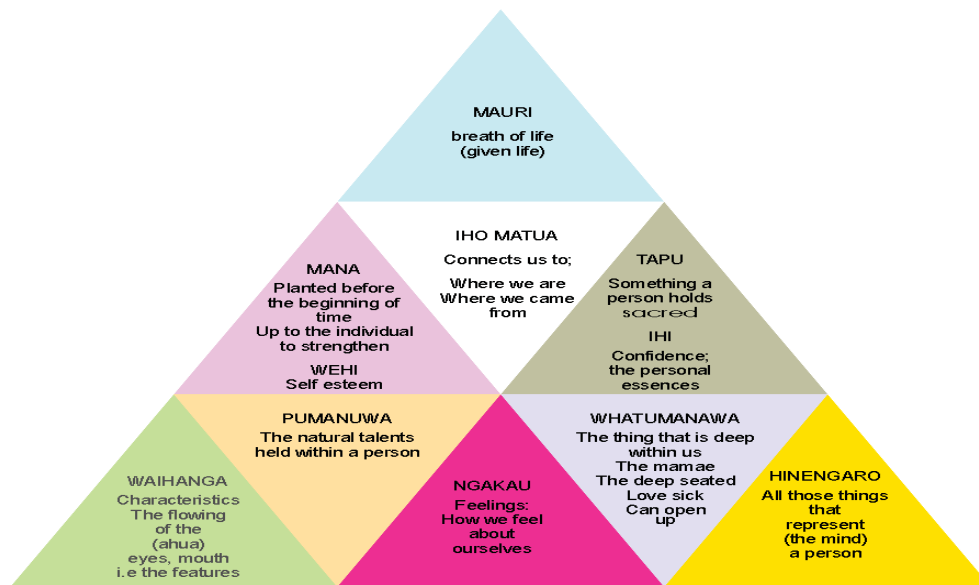 MAURI
breath of life
(given life)
IHO MATUA
Connects us to;
Where we are
Where we came
from
MANA
Planted before
the beginning of
time
Up to the individual
to strengthen
WEHI
Self esteem
TAPU
Something a
person holds
sacred
IHI
Confidence;
the personal
essences
PUMANUWA
The natural talents
held within a person
WHATUMANAWA
The thing that is deep
within us
The mamae
The deep seated
Love sick
Can open
up
WAIHANGA
Characteristics
The flowing
of the
(ahua)
eyes, mouth
i.e the features
NGAKAU
Feelings:
How we feel
about
ourselves
HINENGARO
All those things
that
represent
(the mind)
a person